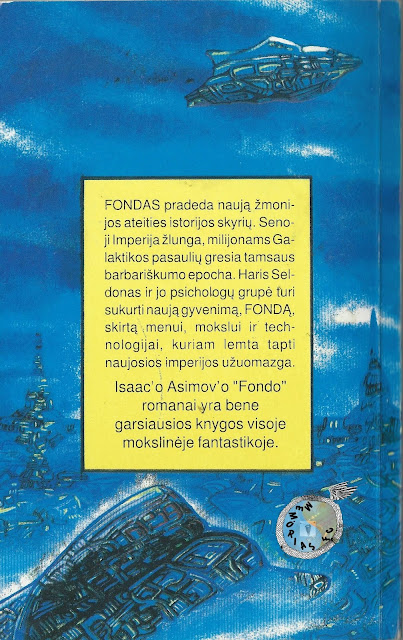 FONDAS pradeda naują žmoni-
jos ateities istorijos skyrių. Seno-
ji Imperija žlunga, milijonams Ga-
laktikos pasaulių gresia tamsaus
barbariškumo epocha. Haris Sel-
donas ir jo psichologų grupė turi
sukurti naują gyvenimą, FONDĄ,
skirtą menui, mokslui ir tech-
nologijai, kuriam lemta tapti
naujosios imperijos užuomazga.
Isaac'o Asimov'o "Fondo"
romanai yra bene
garsiausios knygos visoje
mokslinėje fantastikoje.